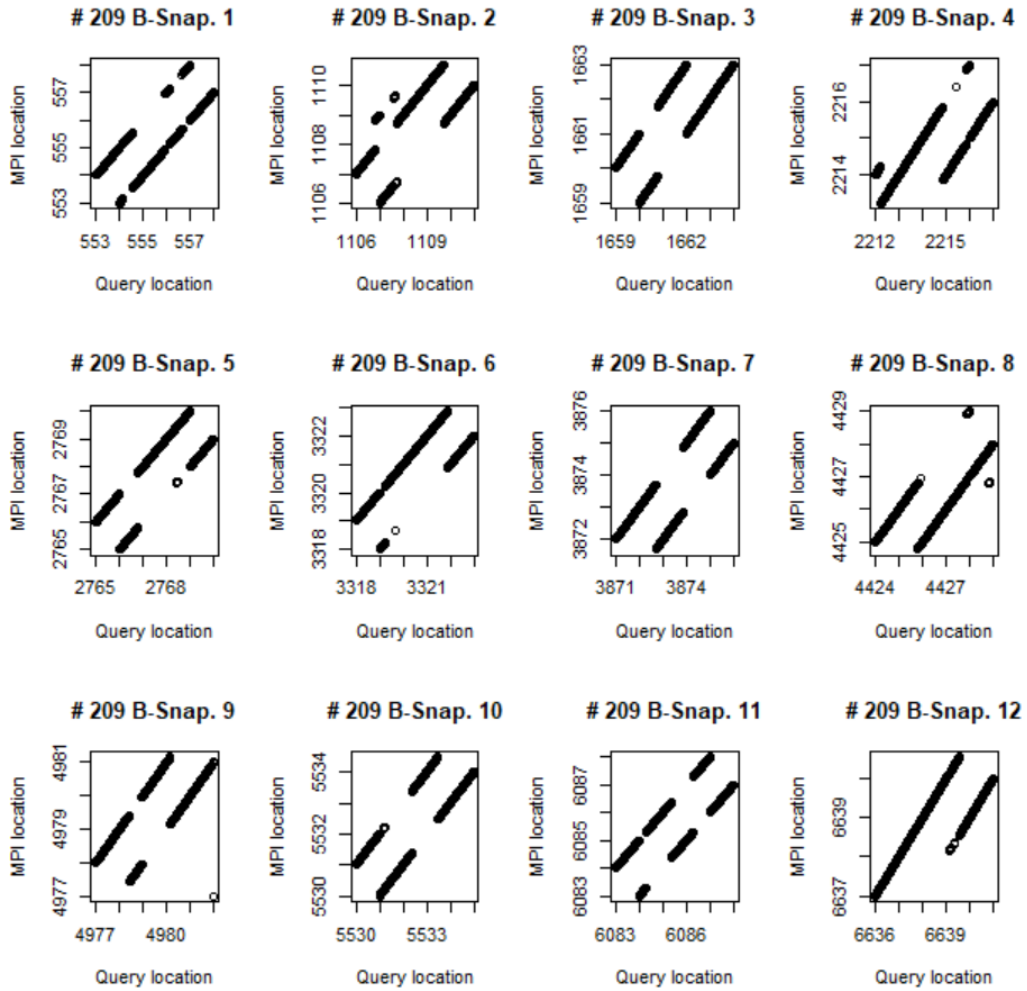 # 209 B-Snap. 1
MPI location
557
555
553
553 555 557
Query location
# 209 B-Snap. 2
MPI location
1110
1108
1106
1106 1109
Query location
# 209 B-Snap. 3
MPI location
1663
1661
1659
1659 1662
Query location
# 209 B-Snap. 4
MPI location
2216
2214
2212 2215
Query location
# 209 B-Snap. 5
MPI location
2769
2767
2765
2765 2768
Query location
# 209 B-Snap. 6
MPI location
3322
3320
3318
3318 3321
Query location
# 209 B-Snap. 7
MPI location
3876
3874
3872
3871 3874
Query location
# 209 B-Snap. 8
MPI location
4429
4427
4425
4424 4427
Query location
# 209 B-Snap. 9
MPI location
4981
4979
4977
4977 4980
Query location
# 209 B-Snap. 10
MPI location
5534
5532
5530
5530 5533
Query location
# 209 B-Snap. 11
MPI location
6087
6085
6083
6083 6086
Query location
# 209 B-Snap. 12
MPI location
6639
6637
6636 6639
Query location